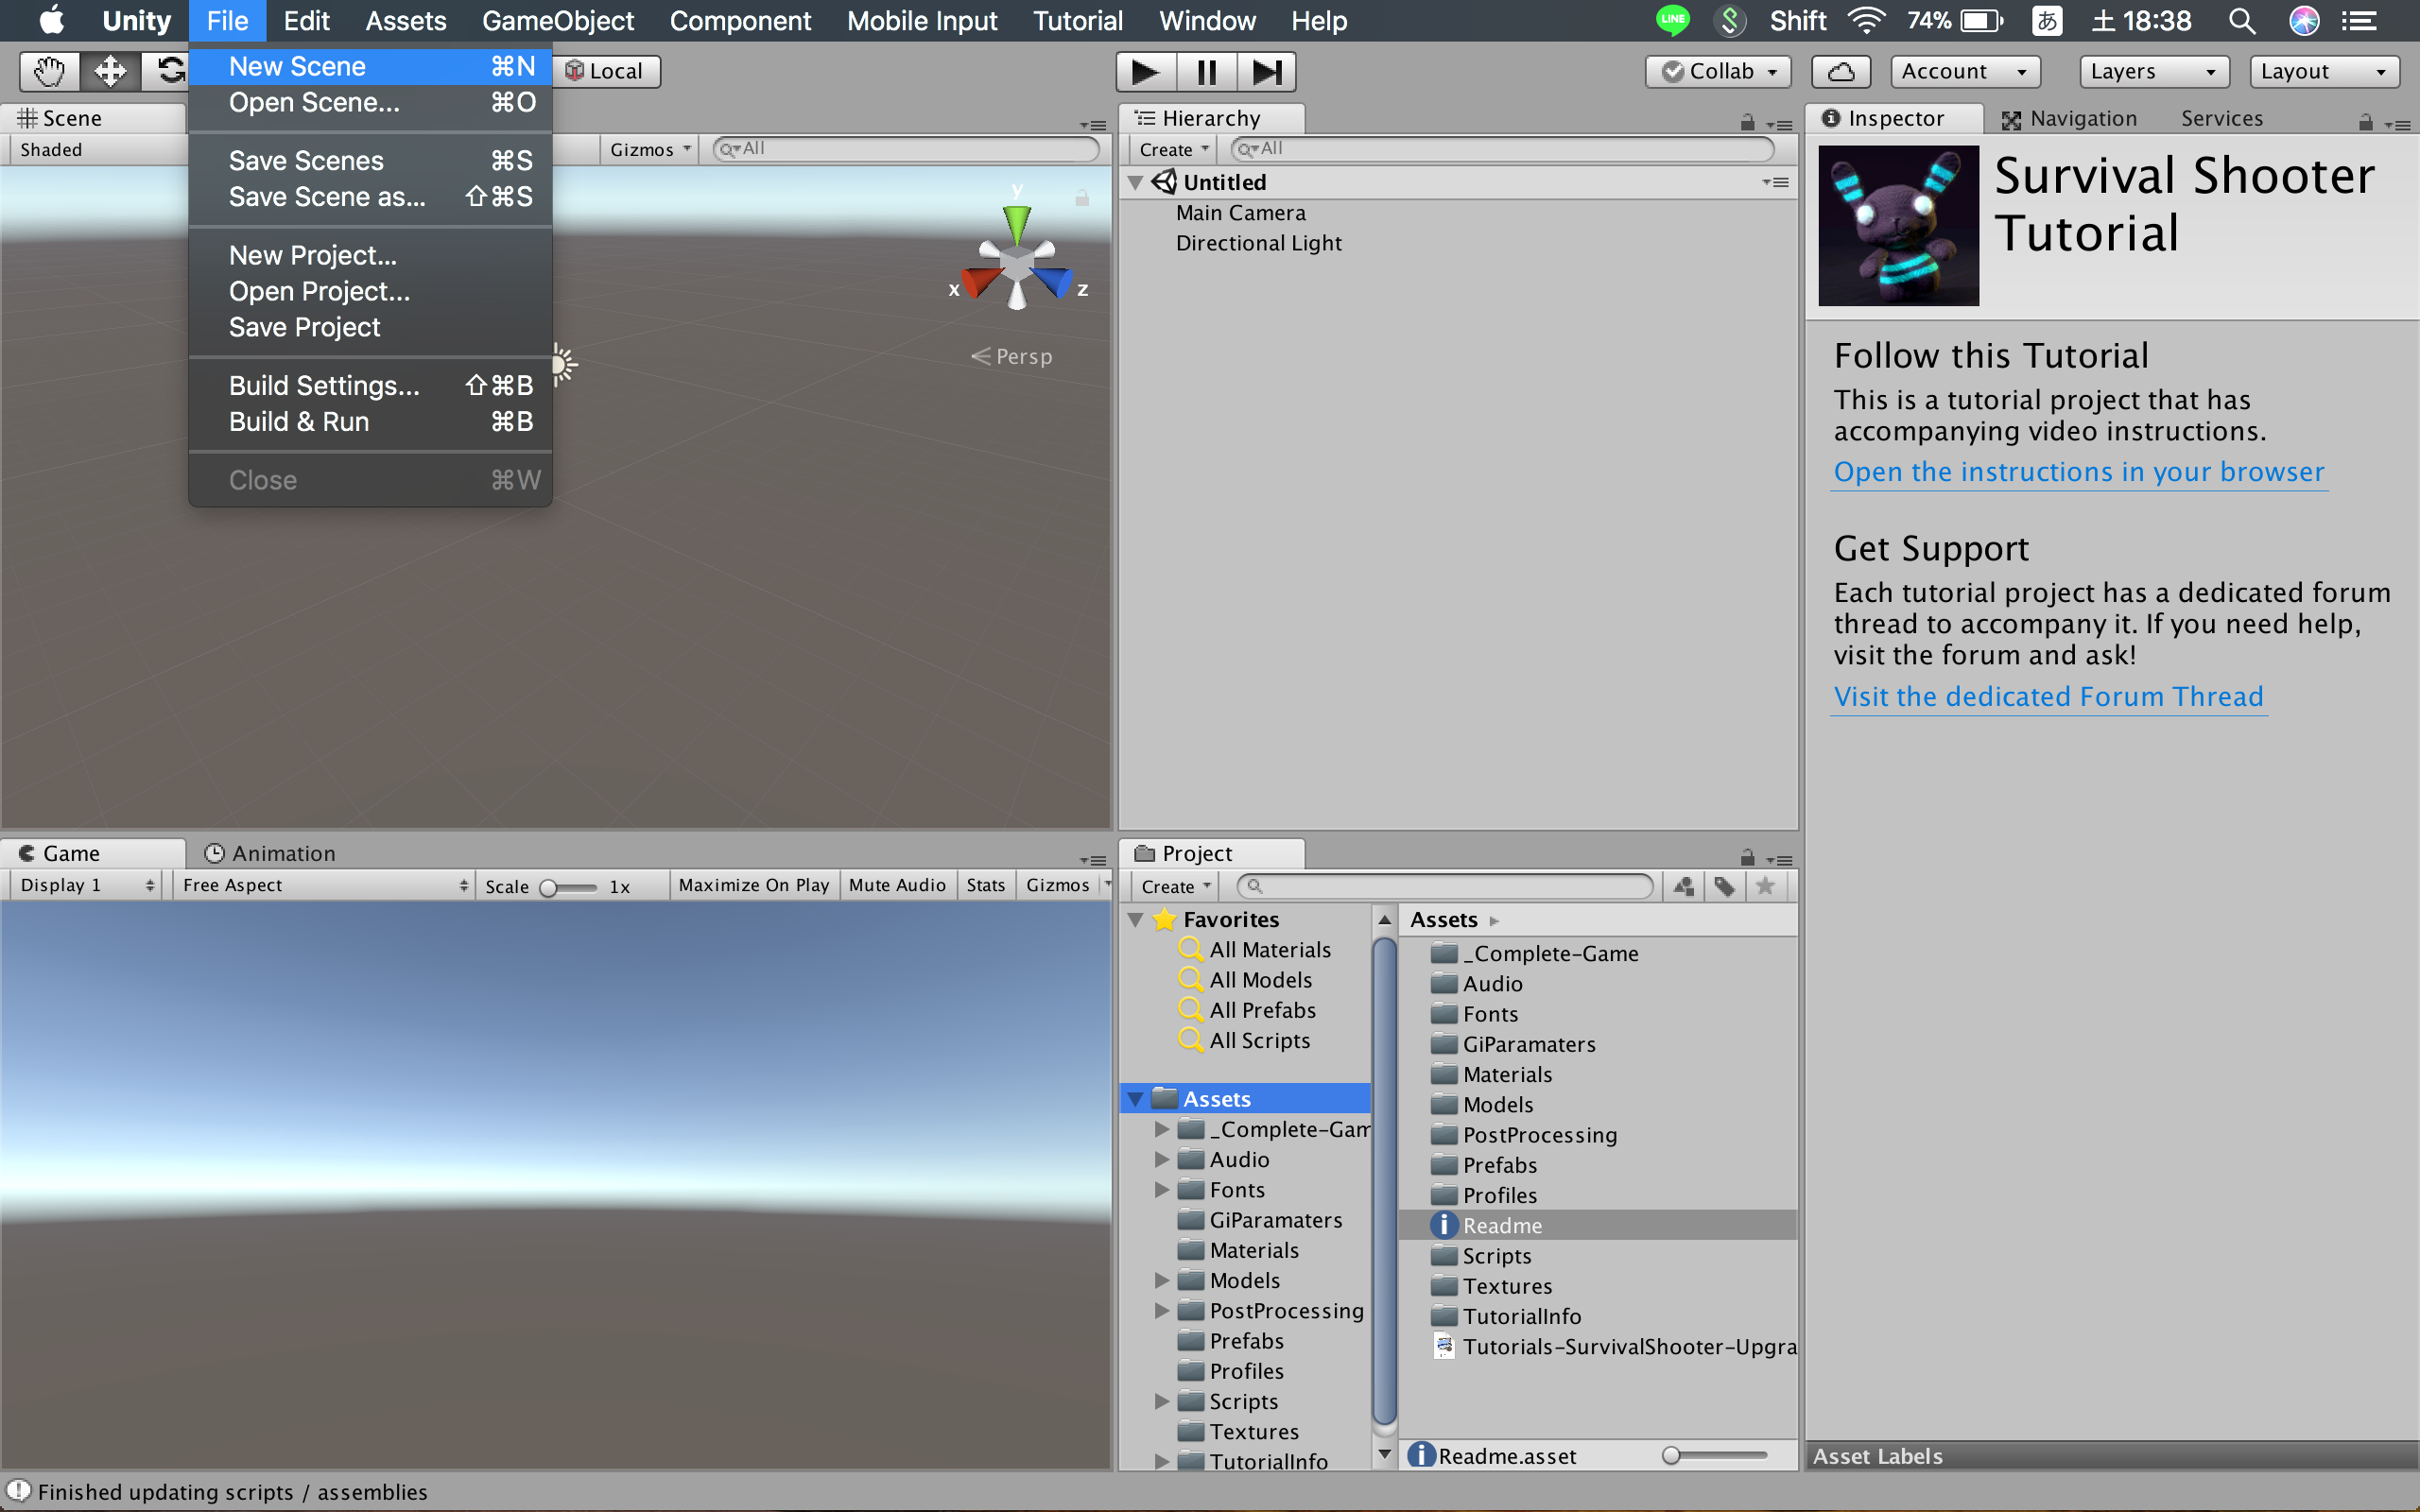 Unity File Edit Assets GameObject Component Mobile Input Tutorial Window Help LINE Shift 74% あ 土 18:38
New Scene ⌘N
Open Scene... ⌘O
Save Scenes ⌘S
Save Scene as... ⇧⌘S
New Project...
Open Project...
Save Project
Build Settings... ⇧⌘B
Build & Run ⌘B
Close ⌘W
Local
Collab Account Layers Layout
Scene
Shaded
Gizmos All
y
x z
Persp
Hierarchy
Create All
Untitled
Main Camera
Directional Light
Inspector Navigation Services
Survival Shooter
Tutorial
Follow this Tutorial
This is a tutorial project that has
accompanying video instructions.
Open the instructions in your browser
Get Support
Each tutorial project has a dedicated forum
thread to accompany it. If you need help,
visit the forum and ask!
Visit the dedicated Forum Thread
Asset Labels
Game Animation
Display 1 Free Aspect Scale 1x Maximize On Play Mute Audio Stats Gizmos
Project
Create
Favorites
All Materials
All Models
All Prefabs
All Scripts
Assets
_Complete-Gam
Audio
Fonts
GiParamaters
Materials
Models
PostProcessing
Prefabs
Profiles
Scripts
Textures
TutorialInfo
Assets
_Complete-Game
Audio
Fonts
GiParamaters
Materials
Models
PostProcessing
Prefabs
Profiles
Readme
Scripts
Textures
TutorialInfo
Tutorials-SurvivalShooter-Upgra
Readme.asset
Finished updating scripts / assemblies